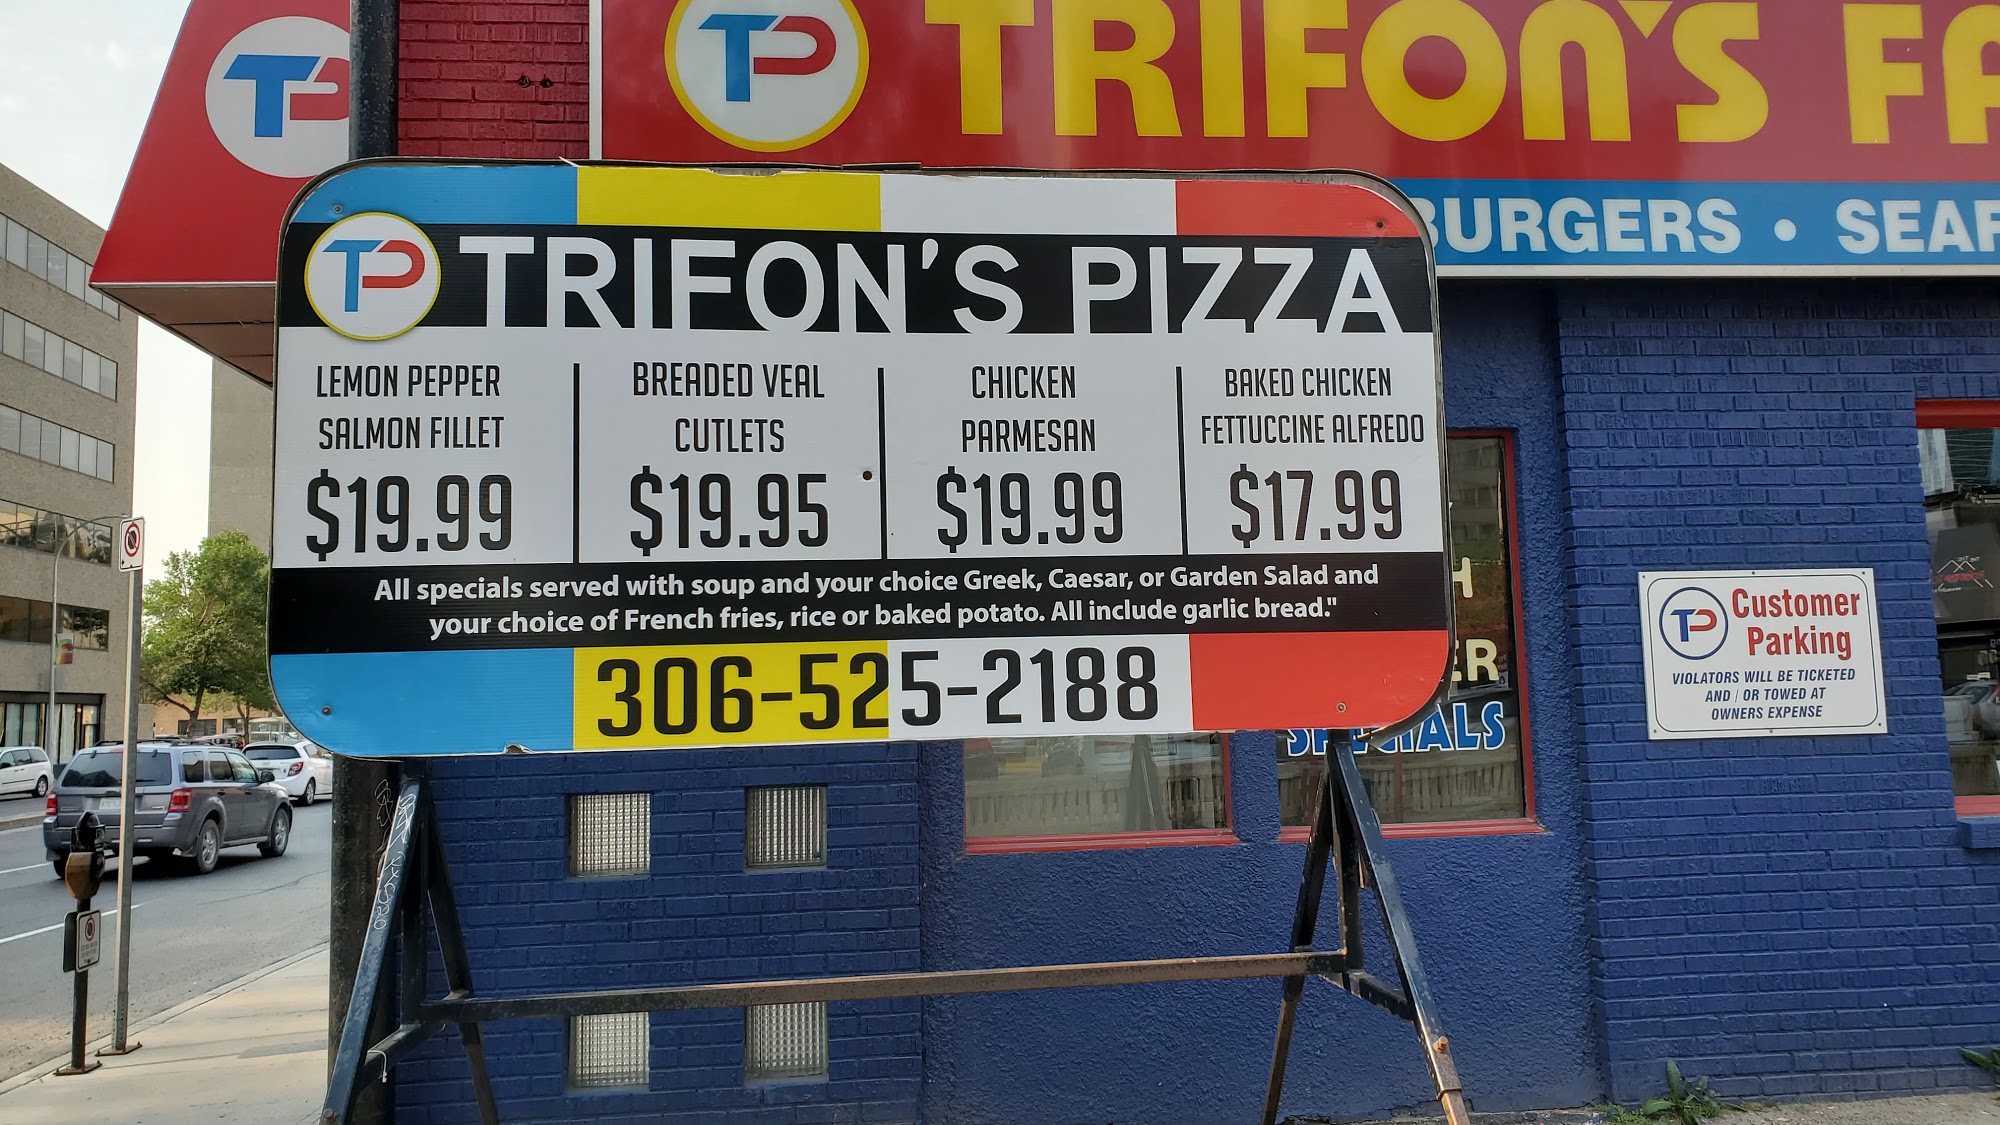 TP
TP TRIFON'S FA
BURGERS • SEAF
TP TRIFON'S PIZZA
LEMON PEPPER
SALMON FILLET
$19.99
BREADED VEAL
CUTLETS
$19.95
CHICKEN
PARMESAN
$19.99
BAKED CHICKEN
FETTUCCINE ALFREDO
$17.99
All specials served with soup and your choice Greek, Caesar, or Garden Salad and
your choice of French fries, rice or baked potato. All include garlic bread."
306-525-2188
H
ER
SPECIALS
TP Customer
Parking
VIOLATORS WILL BE TICKETED
AND / OR TOWED AT
OWNERS EXPENSE